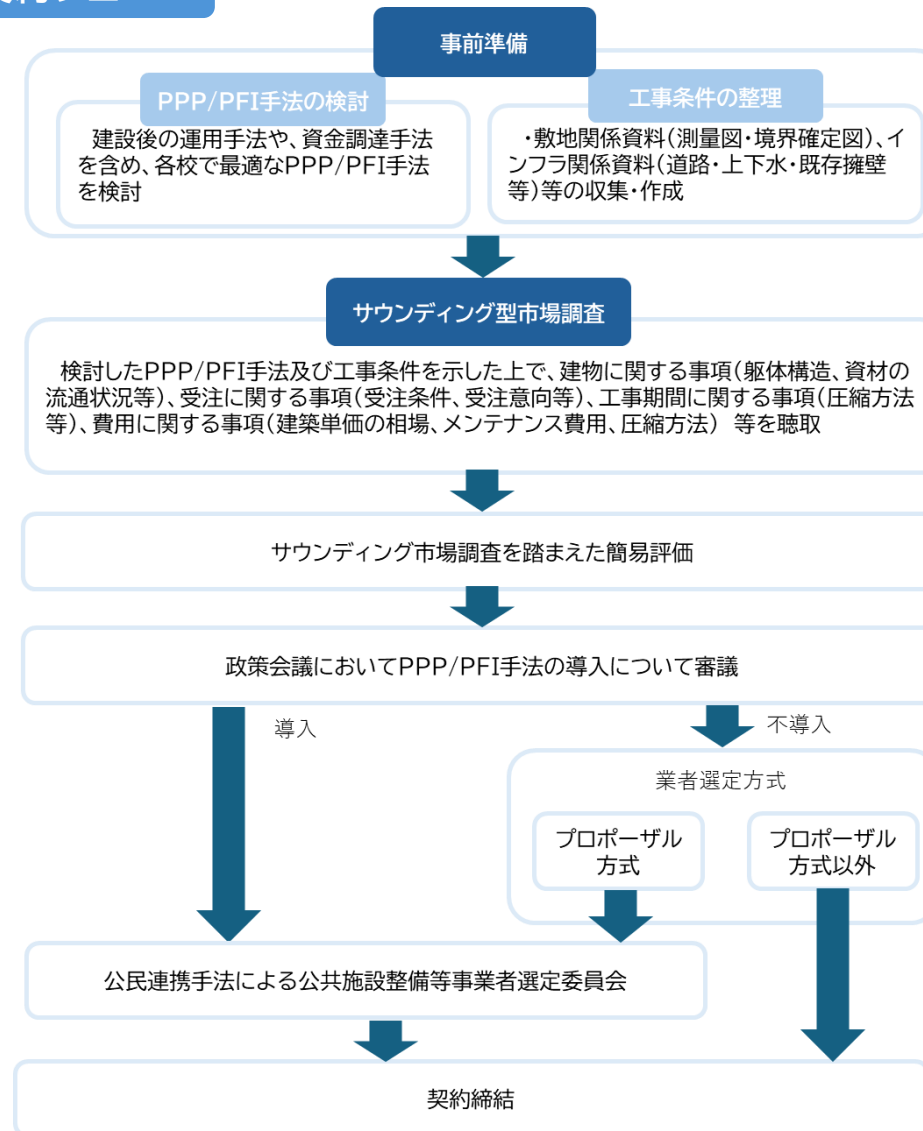 事前準備
PPP/PFI手法の検討
建設後の運用手法や、資金調達手法
を含め、各校で最適なPPP/PFI手法
を検討
工事条件の整理
・敷地関係資料(測量図・境界確定図)、イ
ンフラ関係資料(道路・上下水・既存擁壁
等)等の収集・作成
サウンディング型市場調査
検討したPPP/PFI手法及び工事条件を示した上で、建物に関する事項(躯体構造、資材の
流通状況等)、受注に関する事項(受注条件、受注意向等)、工事期間に関する事項(圧縮方法
等)、費用に関する事項(建築単価の相場、メンテナンス費用、圧縮方法) 等を聴取
サウンディング市場調査を踏まえた簡易評価
政策会議においてPPP/PFI手法の導入について審議
導入
不導入
業者選定方式
プロポーザル
方式
プロポーザル
方式以外
公民連携手法による公共施設整備等事業者選定委員会
契約締結